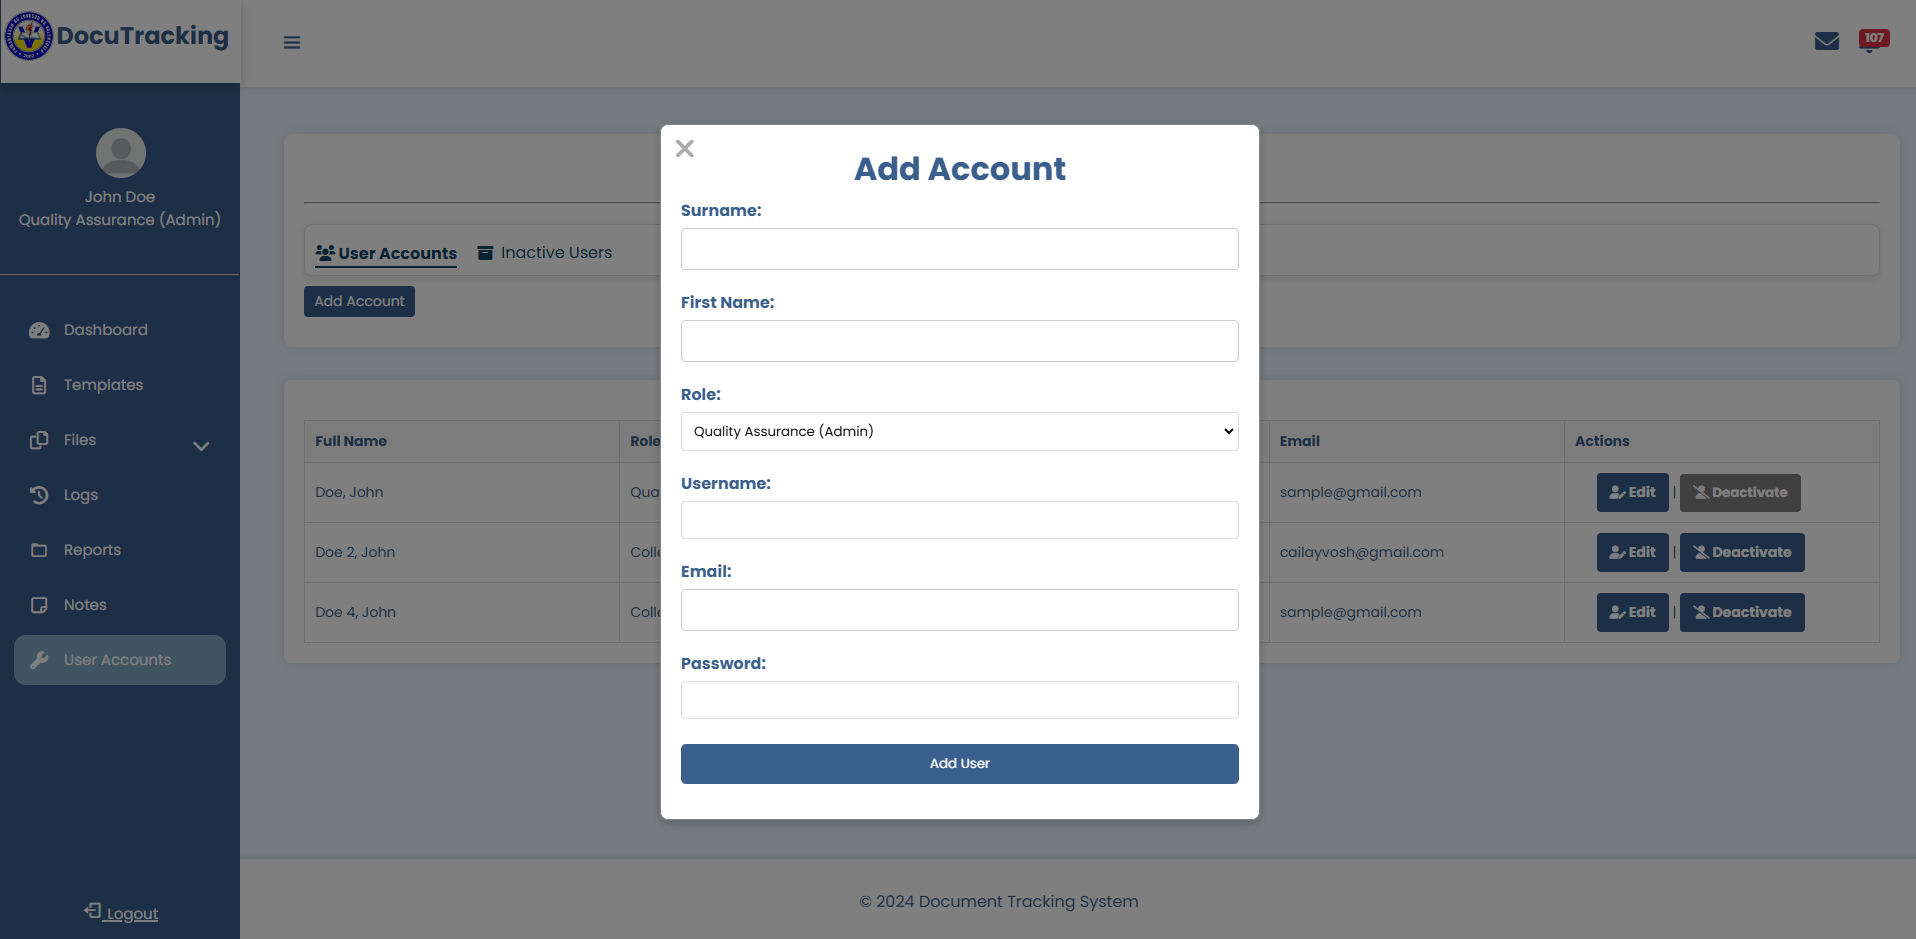 DocuTracking
107
John Doe
Quality Assurance (Admin)
Dashboard
Templates
Files
Logs
Reports
Notes
User Accounts
Logout
User Accounts
Inactive Users
Add Account
Full Name
Role
Email
Actions
Doe, John
Qua
sample@gmail.com
Edit | Deactivate
Doe 2, John
Colle
cailayvosh@gmail.com
Edit | Deactivate
Doe 4, John
Colle
sample@gmail.com
Edit | Deactivate
Add Account
Surname:
First Name:
Role:
Quality Assurance (Admin)
Username:
Email:
Password:
Add User
© 2024 Document Tracking System